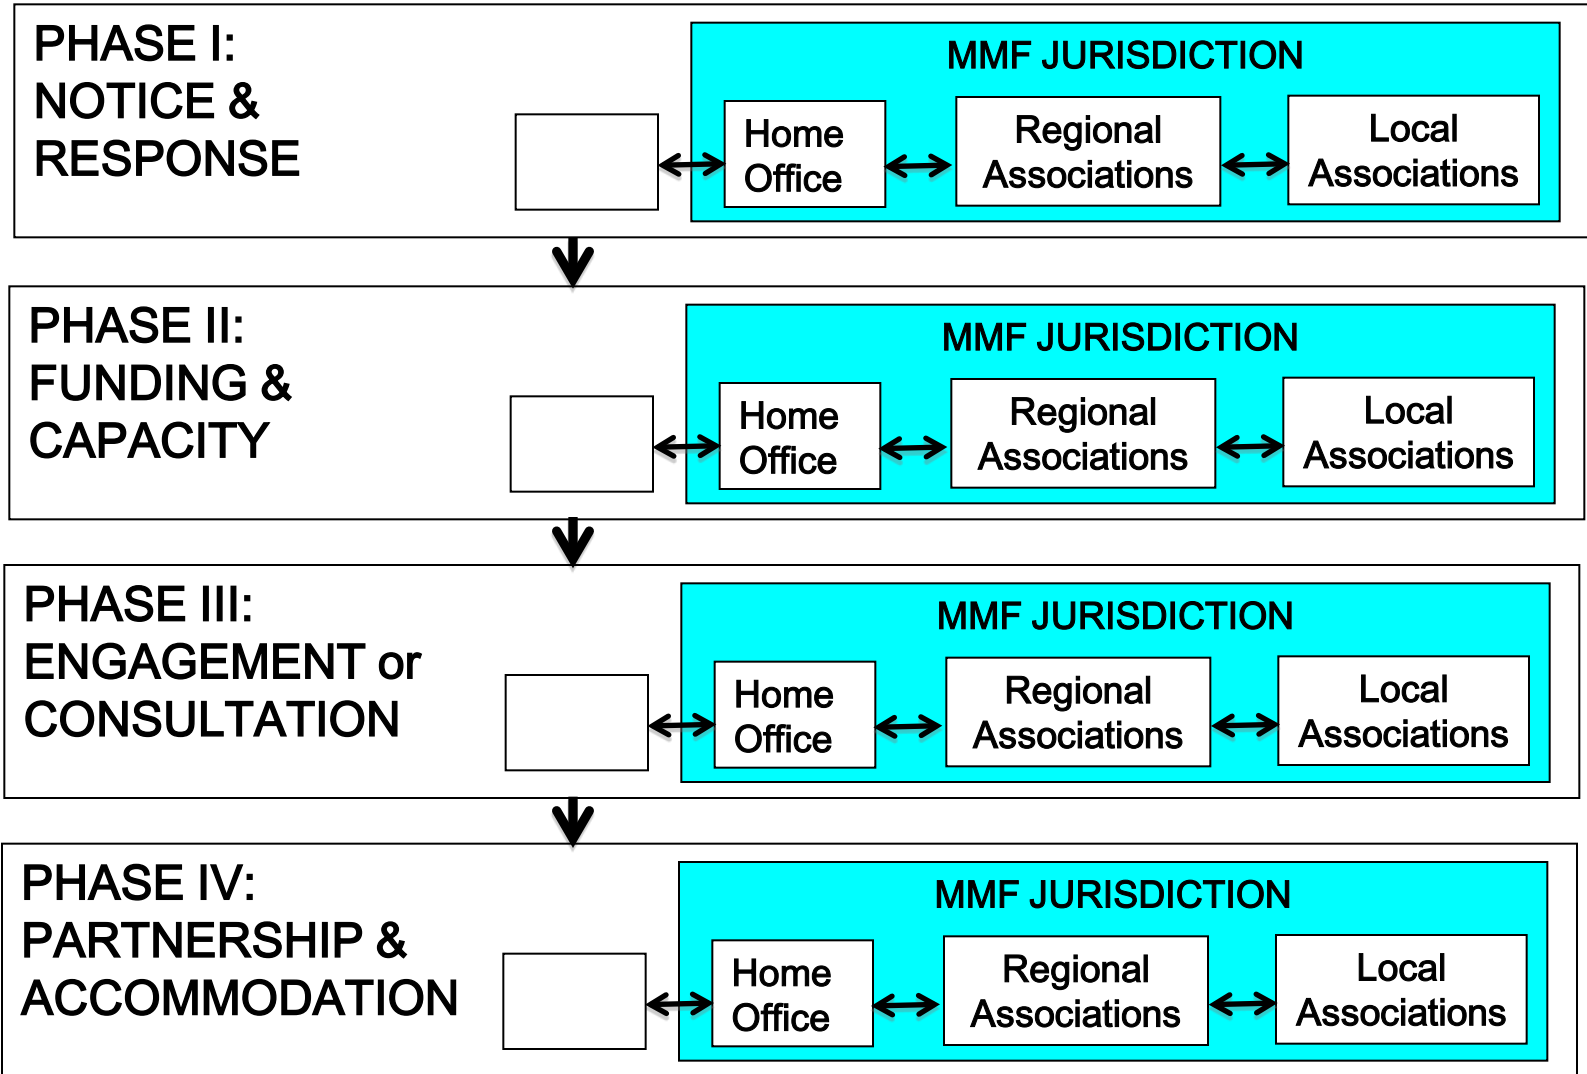 PHASE I:
NOTICE &
RESPONSE
MMF JURISDICTION
Home
Office
Regional
Associations
Local
Associations
PHASE II:
FUNDING &
CAPACITY
MMF JURISDICTION
Home
Office
Regional
Associations
Local
Associations
PHASE III:
ENGAGEMENT or
CONSULTATION
MMF JURISDICTION
Home
Office
Regional
Associations
Local
Associations
PHASE IV:
PARTNERSHIP &
ACCOMMODATION
MMF JURISDICTION
Home
Office
Regional
Associations
Local
Associations